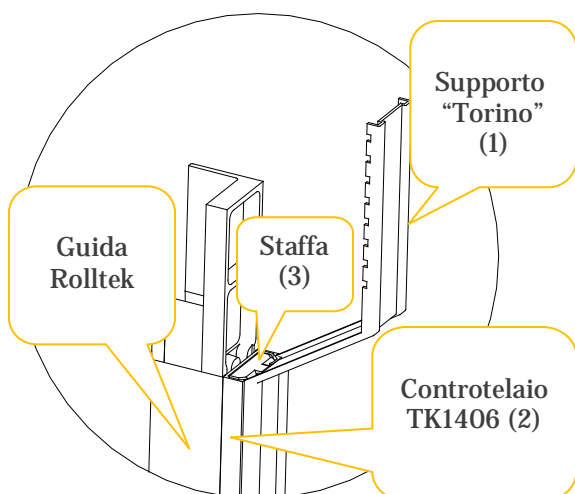 Supporto
“Torino”
(1)
Guida
Rolltek
Staffa
(3)
Controtelaio
TK1406 (2)